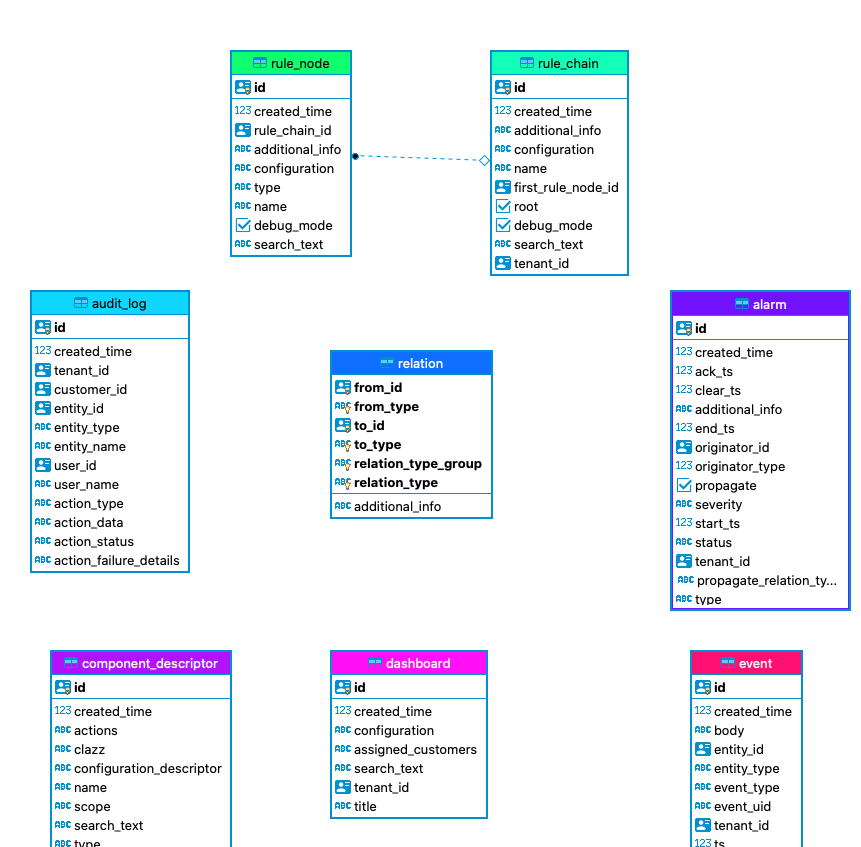 rule_node
id
123 created_time
rule_chain_id
ABC additional_info
ABC configuration
ABC type
ABC name
debug_mode
ABC search_text
rule_chain
id
123 created_time
ABC additional_info
ABC configuration
ABC name
first_rule_node_id
root
debug_mode
ABC search_text
tenant_id
audit_log
id
123 created_time
tenant_id
customer_id
entity_id
ABC entity_type
ABC entity_name
user_id
ABC user_name
ABC action_type
ABC action_data
ABC action_status
ABC action_failure_details
relation
from_id
ABC from_type
to_id
ABC to_type
ABC relation_type_group
ABC relation_type
ABC additional_info
alarm
id
123 created_time
123 ack_ts
123 clear_ts
ABC additional_info
123 end_ts
originator_id
123 originator_type
propagate
ABC severity
123 start_ts
ABC status
tenant_id
ABC propagate_relation_ty...
ABC type
component_descriptor
id
123 created_time
ABC actions
ABC clazz
ABC configuration_descriptor
ABC name
ABC scope
ABC search_text
ABC type
dashboard
id
123 created_time
ABC configuration
ABC assigned_customers
ABC search_text
tenant_id
ABC title
event
id
123 created_time
ABC body
entity_id
ABC entity_type
ABC event_type
ABC event_uid
tenant_id
123 ts